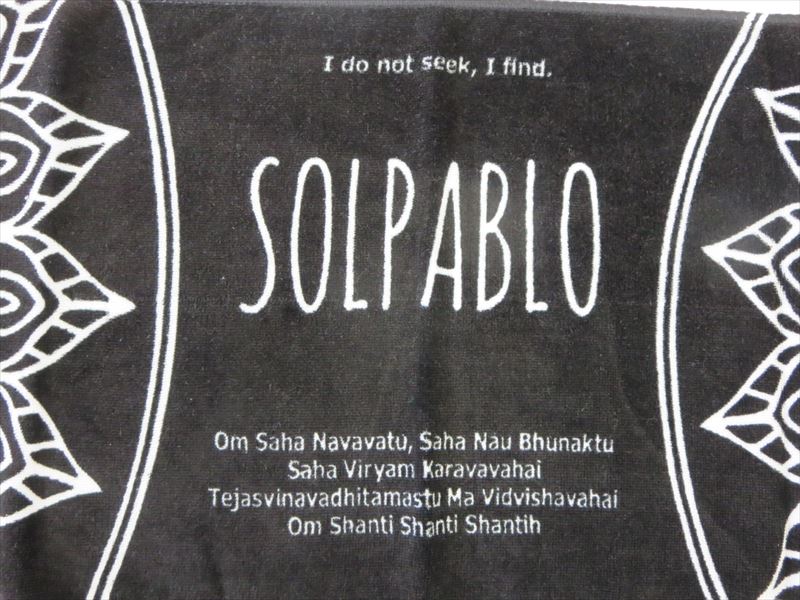 I do not seek, I find.
SOLPABLO
Om Saha Navavatu, Saha Nau Bhunaktu
Saha Viryam Karavavahai
Tejasvinavadhitamastu Ma Vidvishavahai
Om Shanti Shanti Shantih